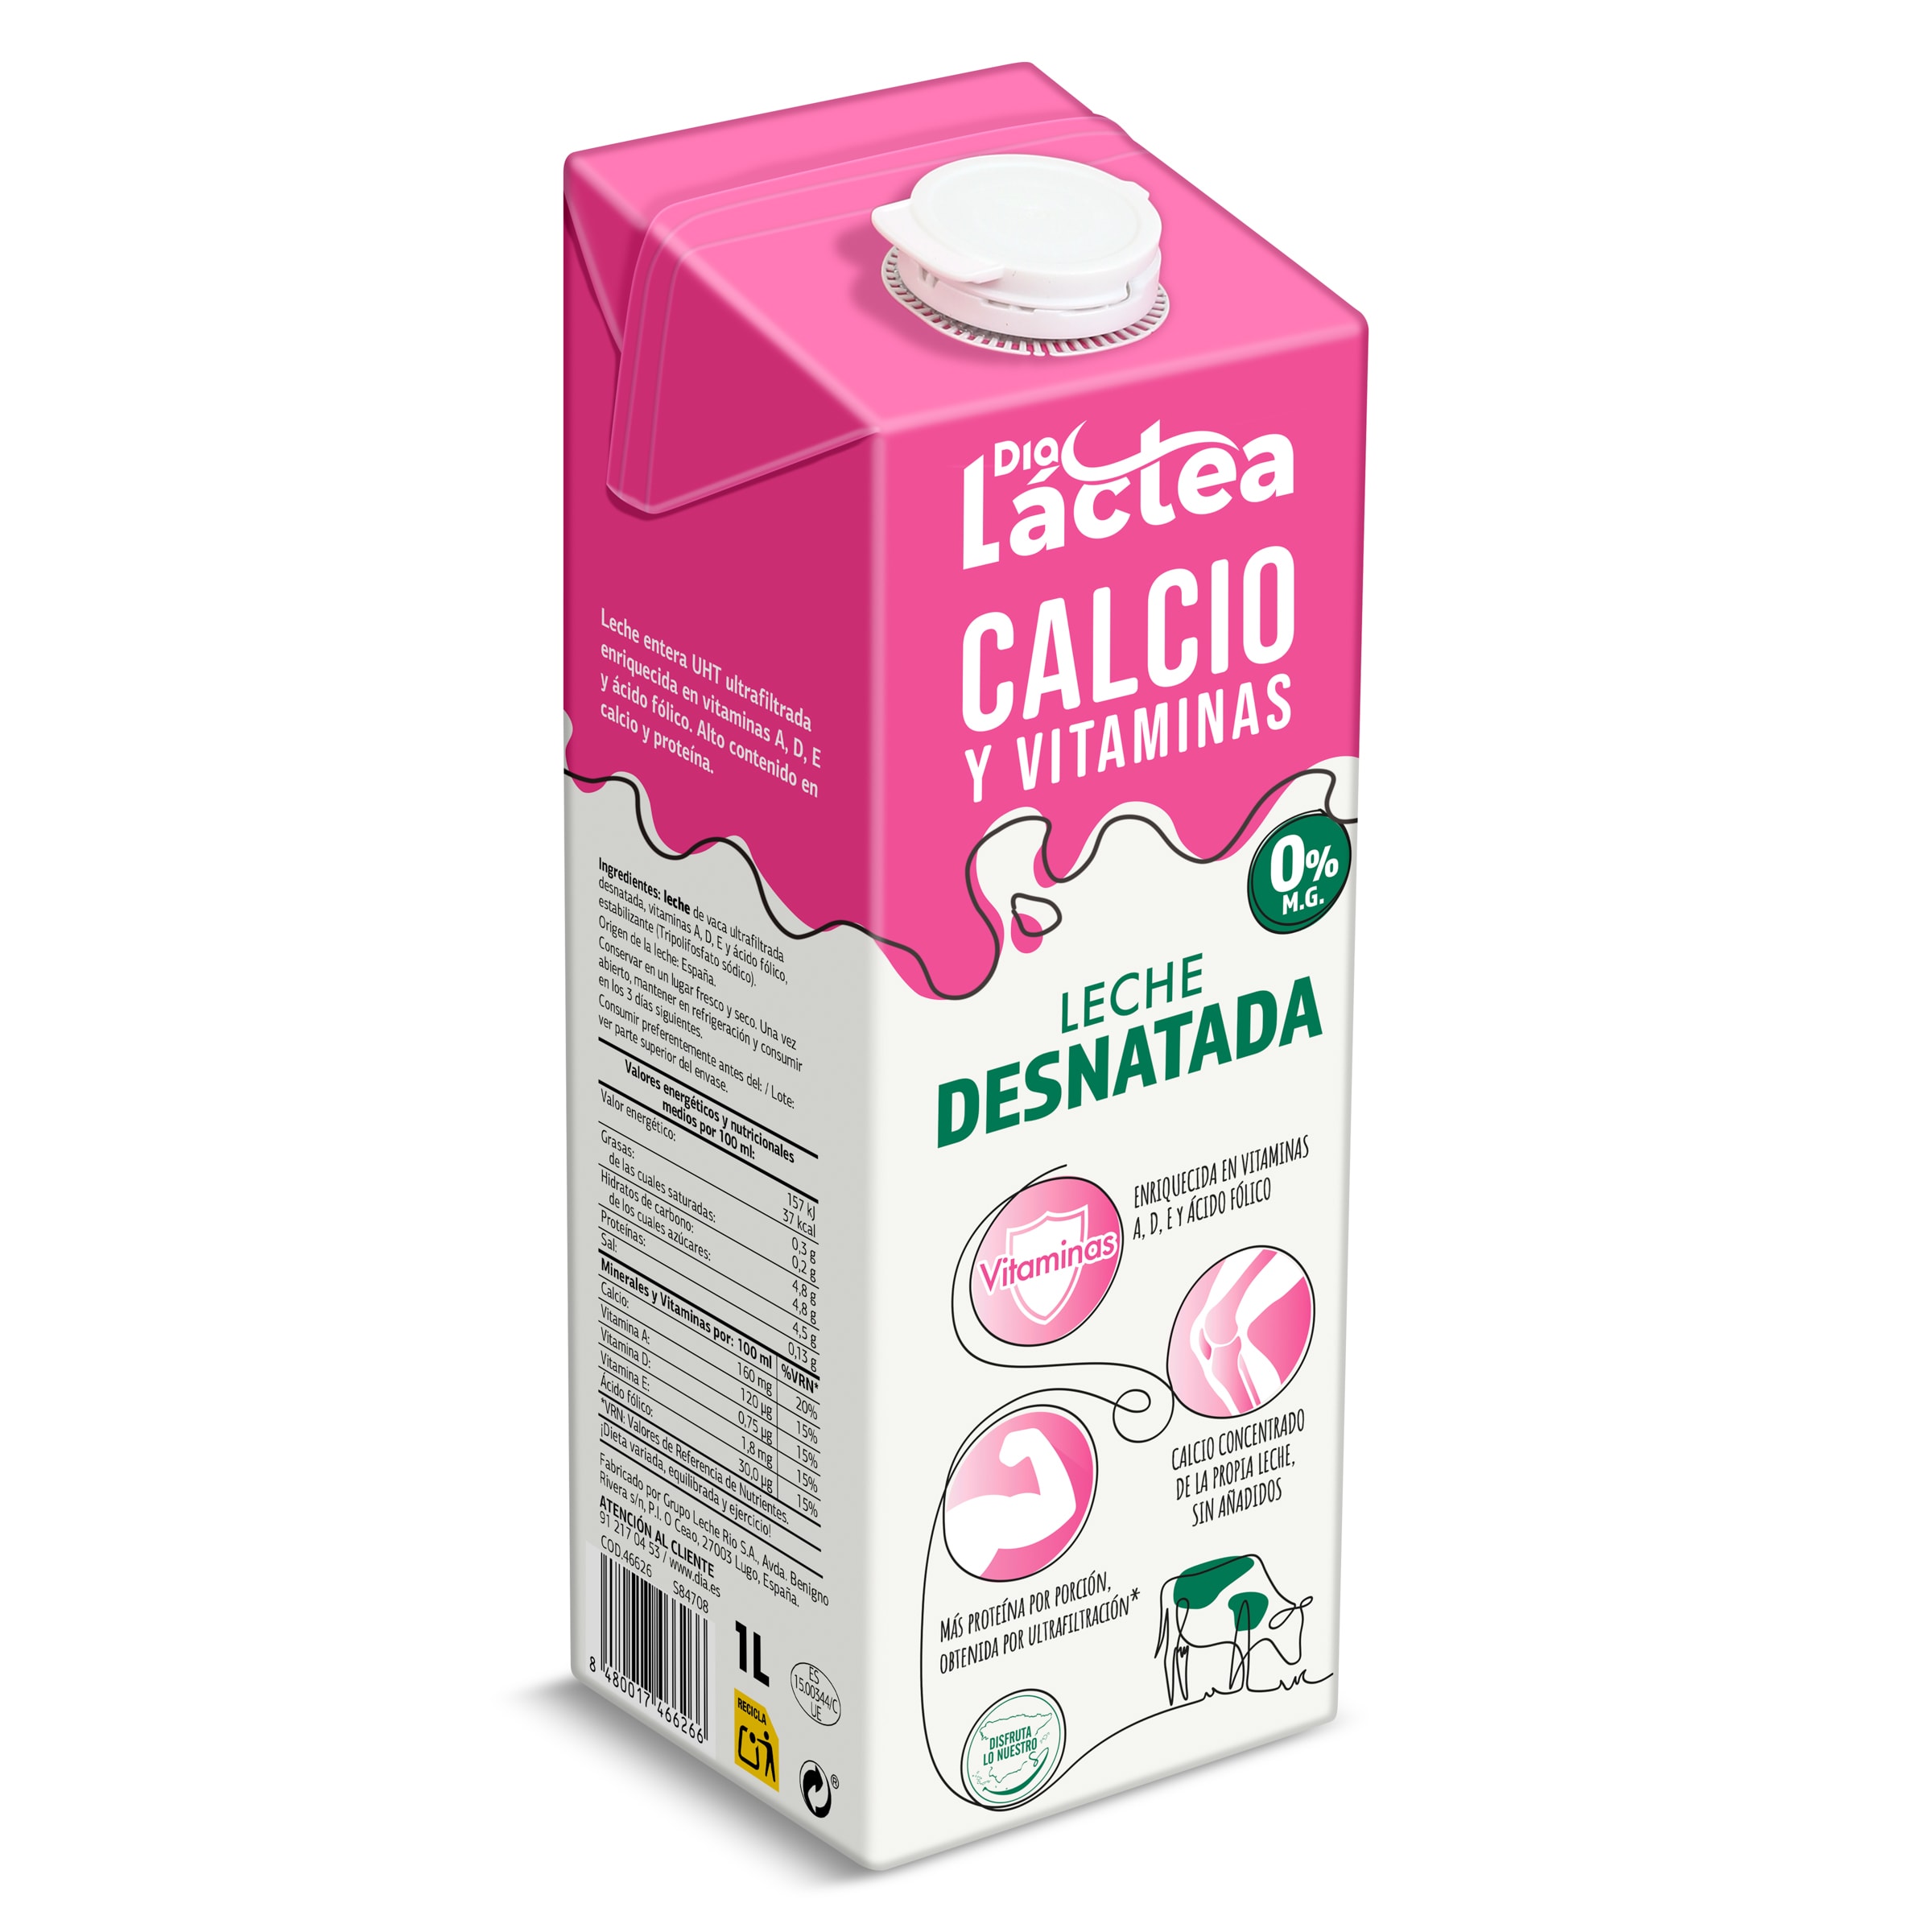 Dia
Láctea
CALCIO
Y VITAMINAS
0%
M.G.
LECHE
DESNATADA
ENRIQUECIDA EN VITAMINAS
A, D, E Y ÁCIDO FÓLICO
Vitaminas
CALCIO CONCENTRADO
DE LA PROPIA LECHE,
SIN AÑADIDOS
MÁS PROTEÍNA POR PORCIÓN,
OBTENIDA POR ULTRAFILTRACIÓN*
DISFRUTA
LO NUESTRO
Leche entera UHT ultrafiltrada
enriquecida en vitaminas A, D, E
y ácido fólico. Alto contenido en
calcio y proteína.
Ingredientes: leche de vaca ultrafiltrada
desnatada, vitaminas A, D, E y ácido fólico,
estabilizante (Tripolifosfato sódico).
Origen de la leche: España.
Conservar en un lugar fresco y seco. Una vez
abierto, mantener en refrigeración y consumir
en los 3 días siguientes.
Consumir preferentemente antes del: / Lote:
ver parte superior del envase.
Valores energéticos y nutricionales
medios por 100 ml:
Valor energético: 157 kJ
37 kcal
Grasas: 0,3 g
de las cuales saturadas: 0,2 g
Hidratos de carbono: 4,8 g
de los cuales azúcares: 4,8 g
Proteínas: 4,5 g
Sal: 0,13 g
Minerales y Vitaminas por: 100 ml %VRN*
Calcio: 160 mg 20%
Vitamina A: 120 µg 15%
Vitamina D: 0,75 µg 15%
Vitamina E: 1,8 mg 15%
Ácido fólico: 30,0 µg 15%
*VRN: Valores de Referencia de Nutrientes.
¡Dieta variada, equilibrada y ejercicio!
Fabricado por Grupo Leche Rio S.A., Avda. Benigno
Rivera s/n, P.I. O Ceao, 27003 Lugo, España.
ATENCIÓN AL CLIENTE
91 217 04 53 / www.dia.es
COD.46626 S84708
8 480017 466266
1L
RECICLA
ES
15.00344/C
UE
®